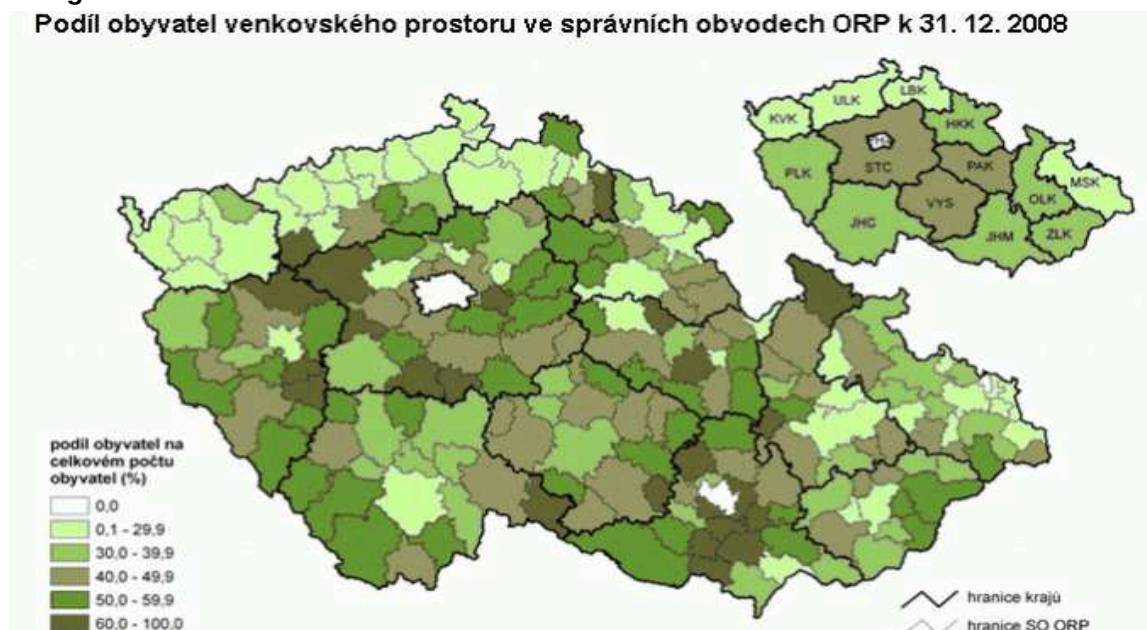 Podíl obyvatel venkovského prostoru ve správních obvodech ORP k 31. 12. 2008
KVK
ULK
LBK
HKK
PLK
STC
PAK
MSK
OLK
VYS
JHC
JHM
ZLK
podíl obyvatel na
celkovém počtu
obyvatel (%)
0,0
0,1 - 29,9
30,0 - 39,9
40,0 - 49,9
50,0 - 59,9
60,0 - 100,0
hranice krajů
hranice SO ORP